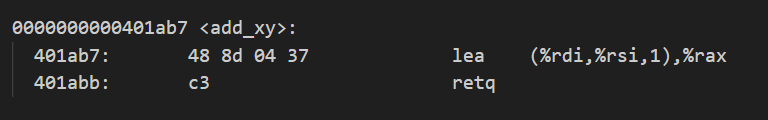 0000000000401ab7 <add_xy>:
401ab7: 48 8d 04 37 lea (%rdi,%rsi,1),%rax
401abb: c3 retq